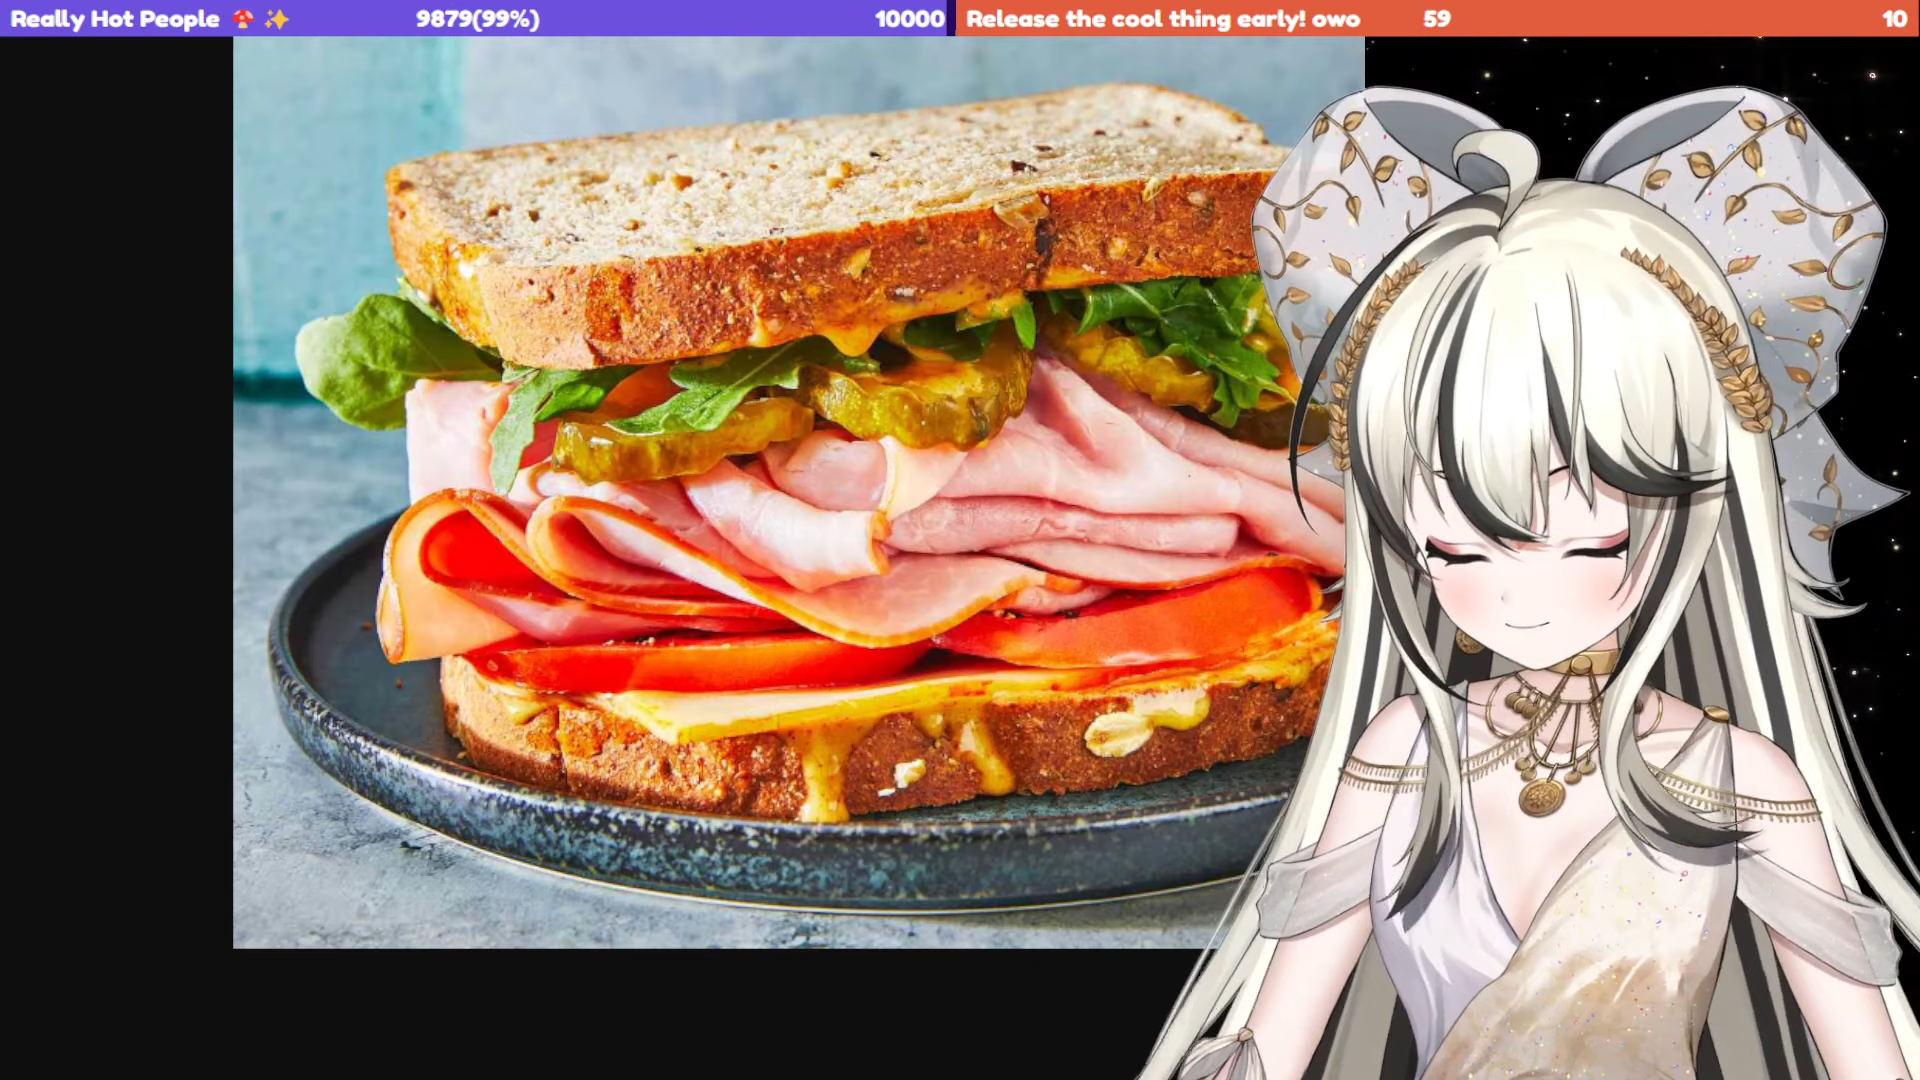 Really Hot People 🍄 ✨ 9879(99%) 10000
Release the cool thing early! owo 59 10